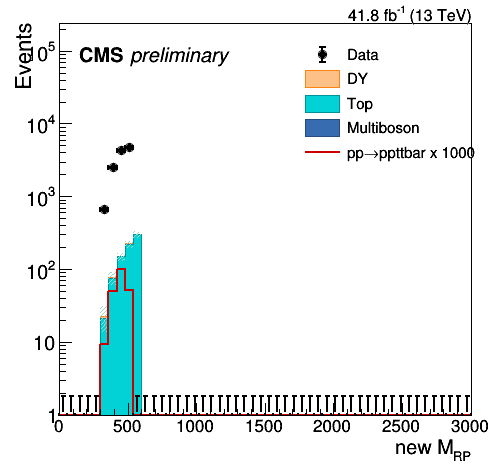 41.8 fb⁻¹ (13 TeV)
Events
CMS preliminary
Data
DY
Top
Multiboson
pp→ppttbar x 1000
10⁵
10⁴
10³
10²
10
1
0 500 1000 1500 2000 2500 3000
new M_RP